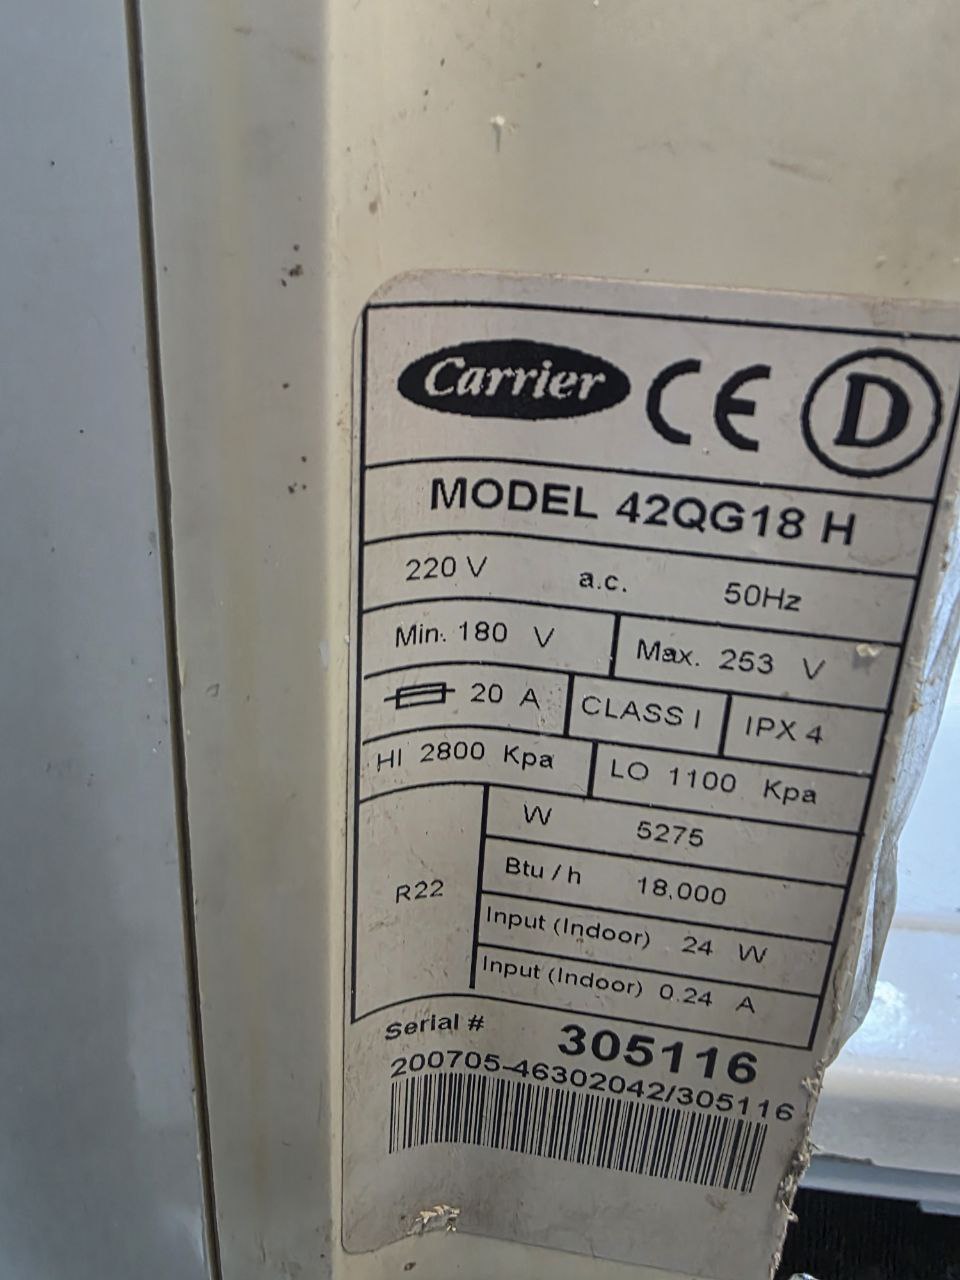 Carrier CE D
MODEL 42QG18 H
220 V a.c. 50Hz
Min. 180 V Max. 253 V
20 A CLASS I IPX 4
HI 2800 Kpa LO 1100 Kpa
W 5275
Btu / h 18,000
R22
Input (Indoor) 24 W
Input (Indoor) 0.24 A
Serial # 305116
200705-46302042/305116